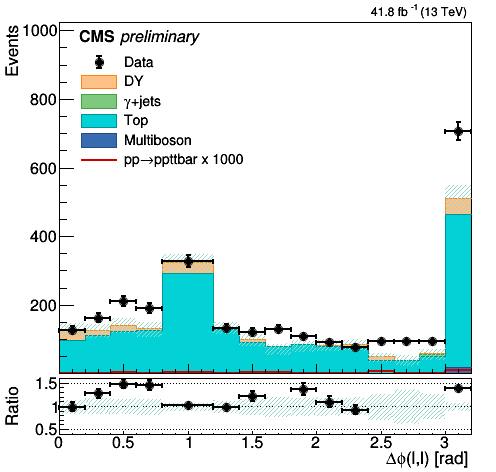 41.8 fb⁻¹ (13 TeV)
CMS preliminary
Data
DY
γ+jets
Top
Multiboson
pp→ppttbar x 1000
Events
1000
800
600
400
200
Ratio
1.5
1
0.5
0 0.5 1 1.5 2 2.5 3
Δϕ(l,l) [rad]